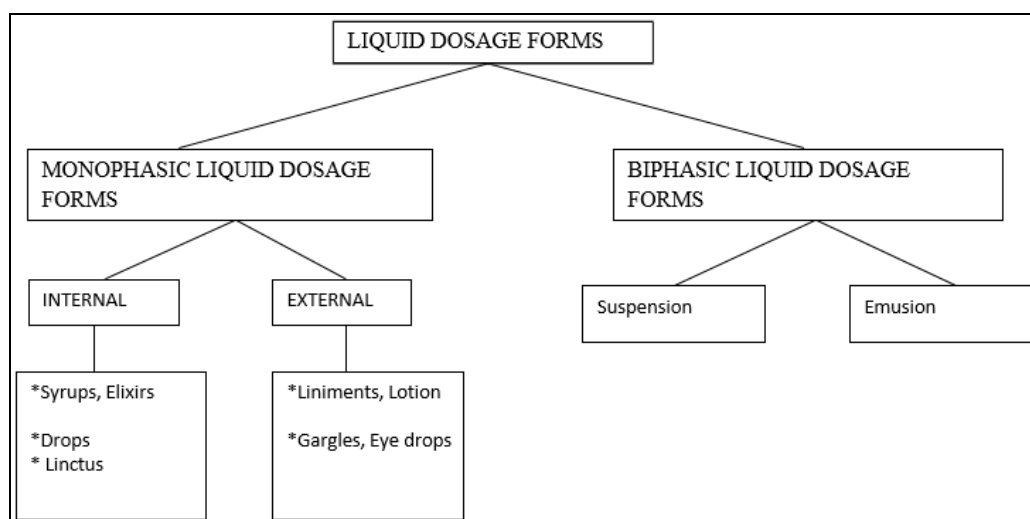 LIQUID DOSAGE FORMS
MONOPHASIC LIQUID DOSAGE
FORMS
BIPHASIC LIQUID DOSAGE
FORMS
INTERNAL
EXTERNAL
Suspension
Emusion
*Syrups, Elixirs
*Drops
* Linctus
*Liniments, Lotion
*Gargles, Eye drops